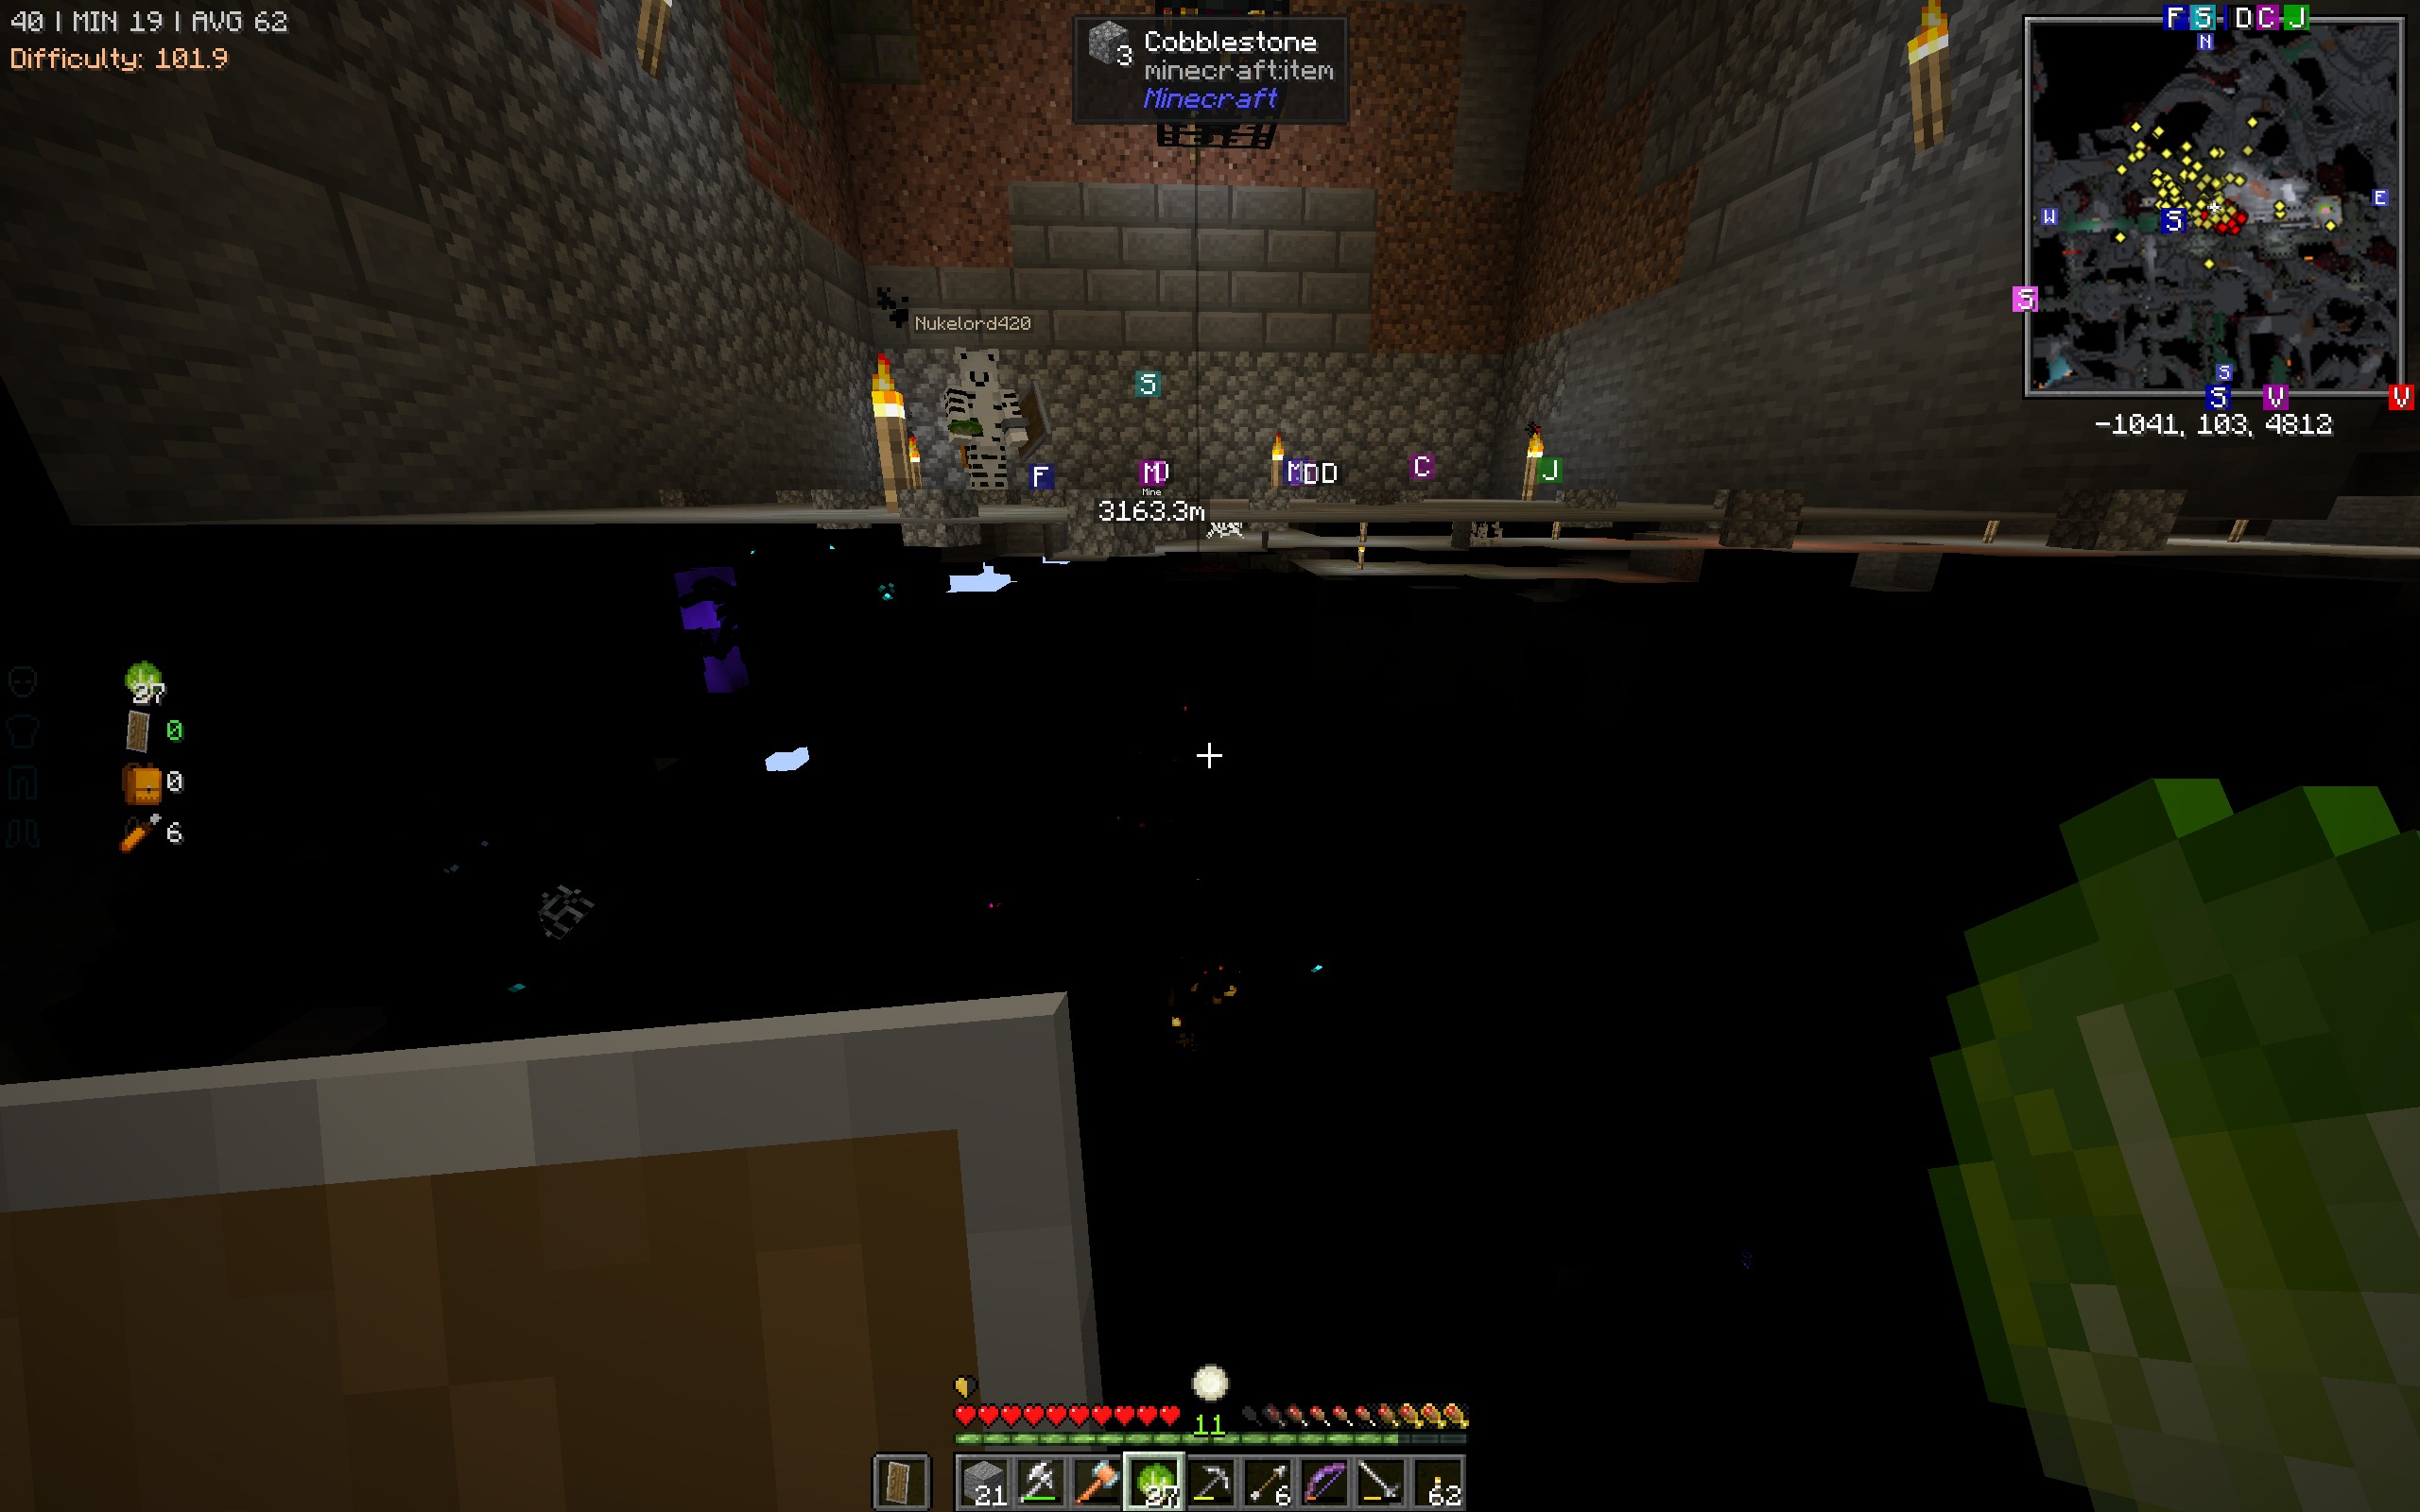 40 | MIN 19 | AVG 62
Difficulty: 101.9
3 Cobblestone
minecraft:item
Minecraft
F S D C J
N
W S E
S
S
S V V
-1041, 103, 4812
Nukelord420
S
F M D D C J
Mine
3163.3m
27
0
0
6
11
21 27 6 62